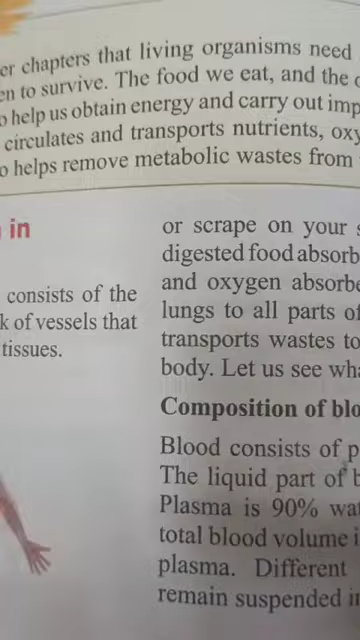 er chapters that living organisms need
en to survive. The food we eat, and the
o help us obtain energy and carry out imp
circulates and transports nutrients, oxy
o helps remove metabolic wastes from
in
consists of the
k of vessels that
tissues.
or scrape on your s
digested food absorb
and oxygen absorbe
lungs to all parts of
transports wastes to
body. Let us see wha
Composition of blo
Blood consists of p
The liquid part of b
Plasma is 90% wat
total blood volume i
plasma. Different
remain suspended in